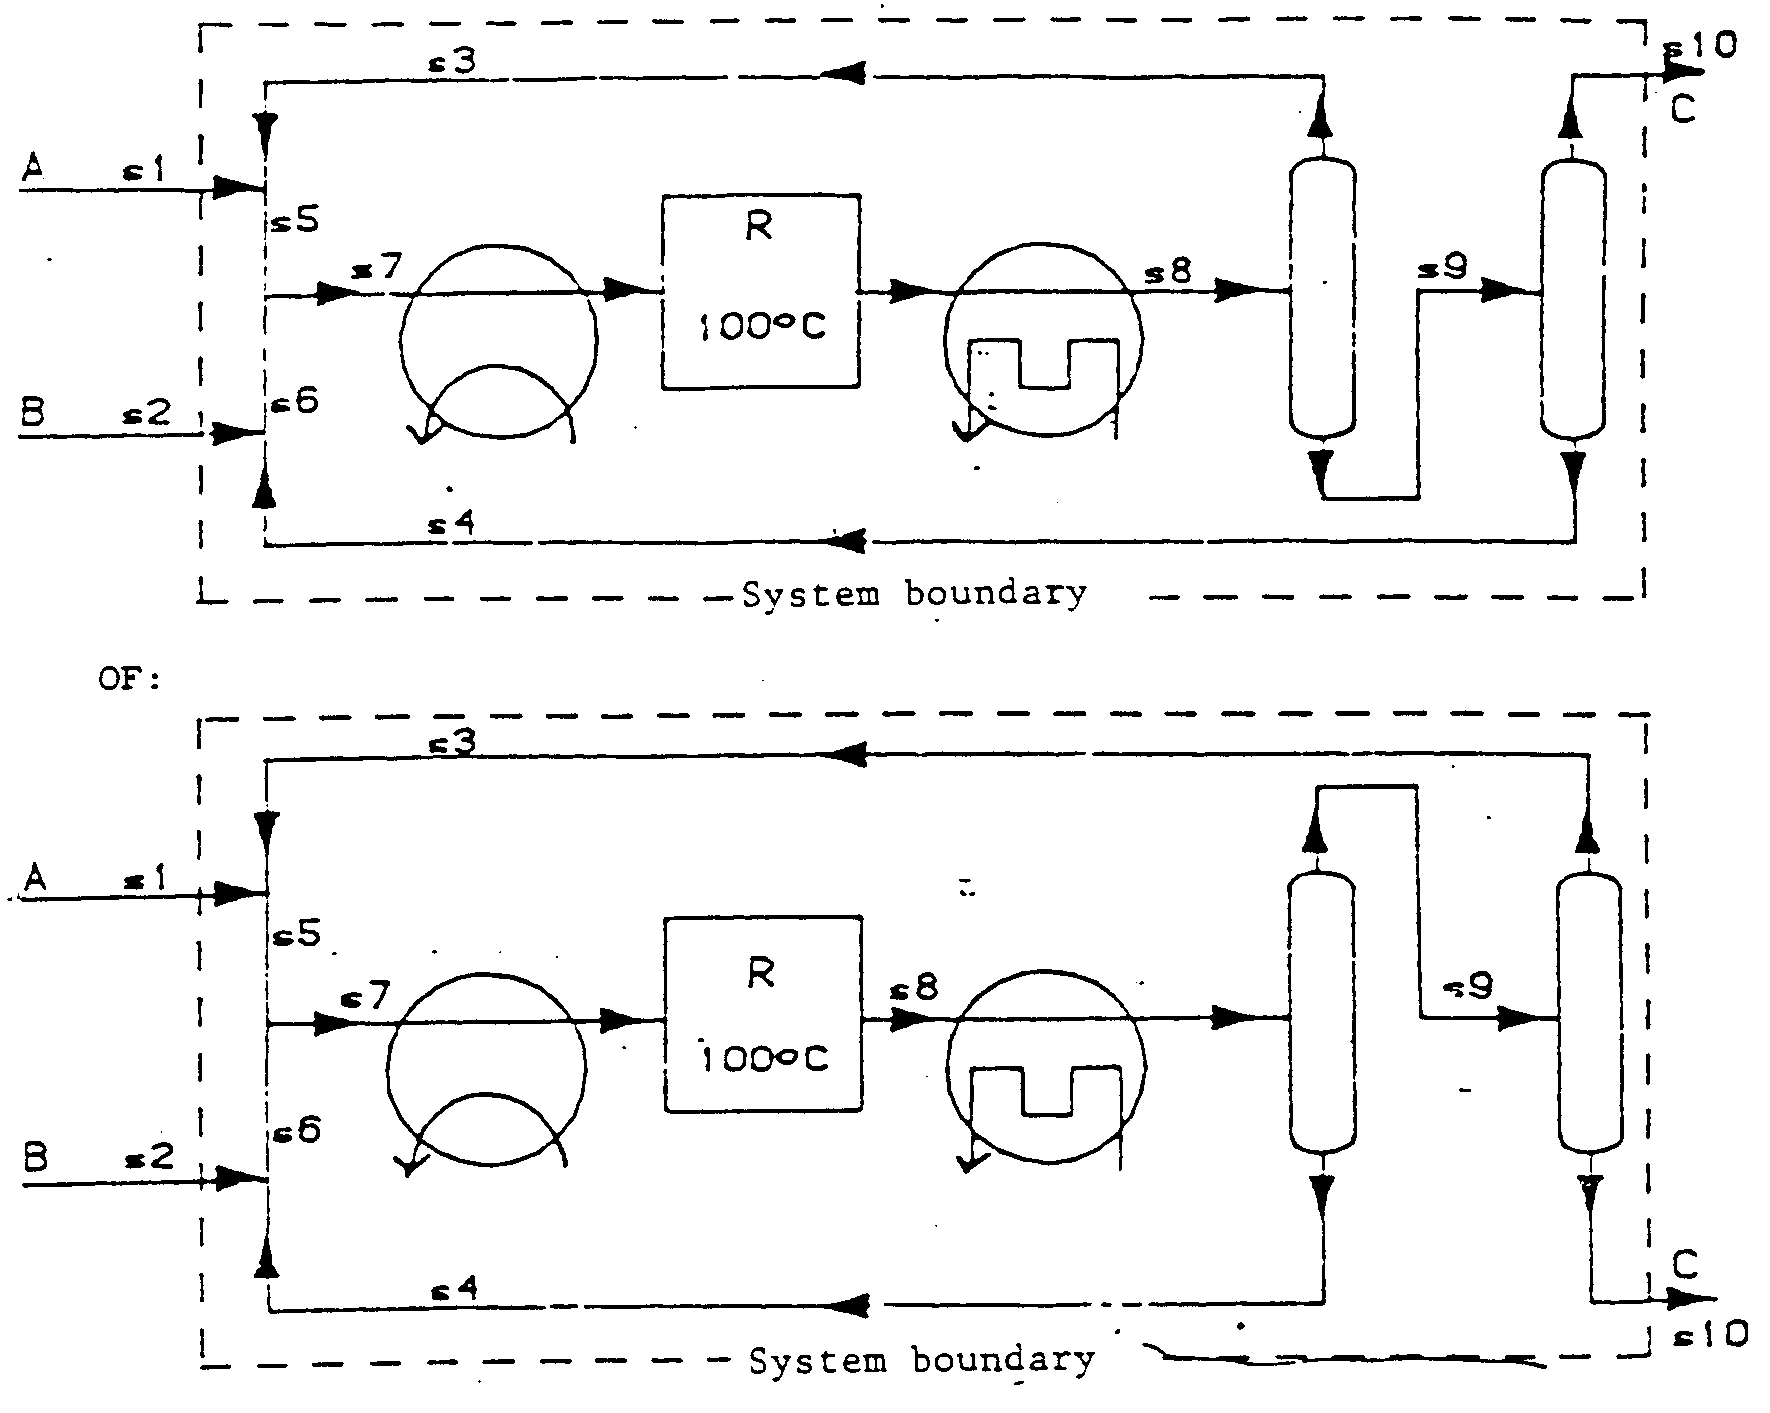 s3
s10
C
A s1
s5
R
s7
s8
s9
100°C
B s2
s6
s4
System boundary
OF:
s3
A s1
s5
R
s7
s8
s9
100°C
B s2
s6
s4
C
s10
System boundary